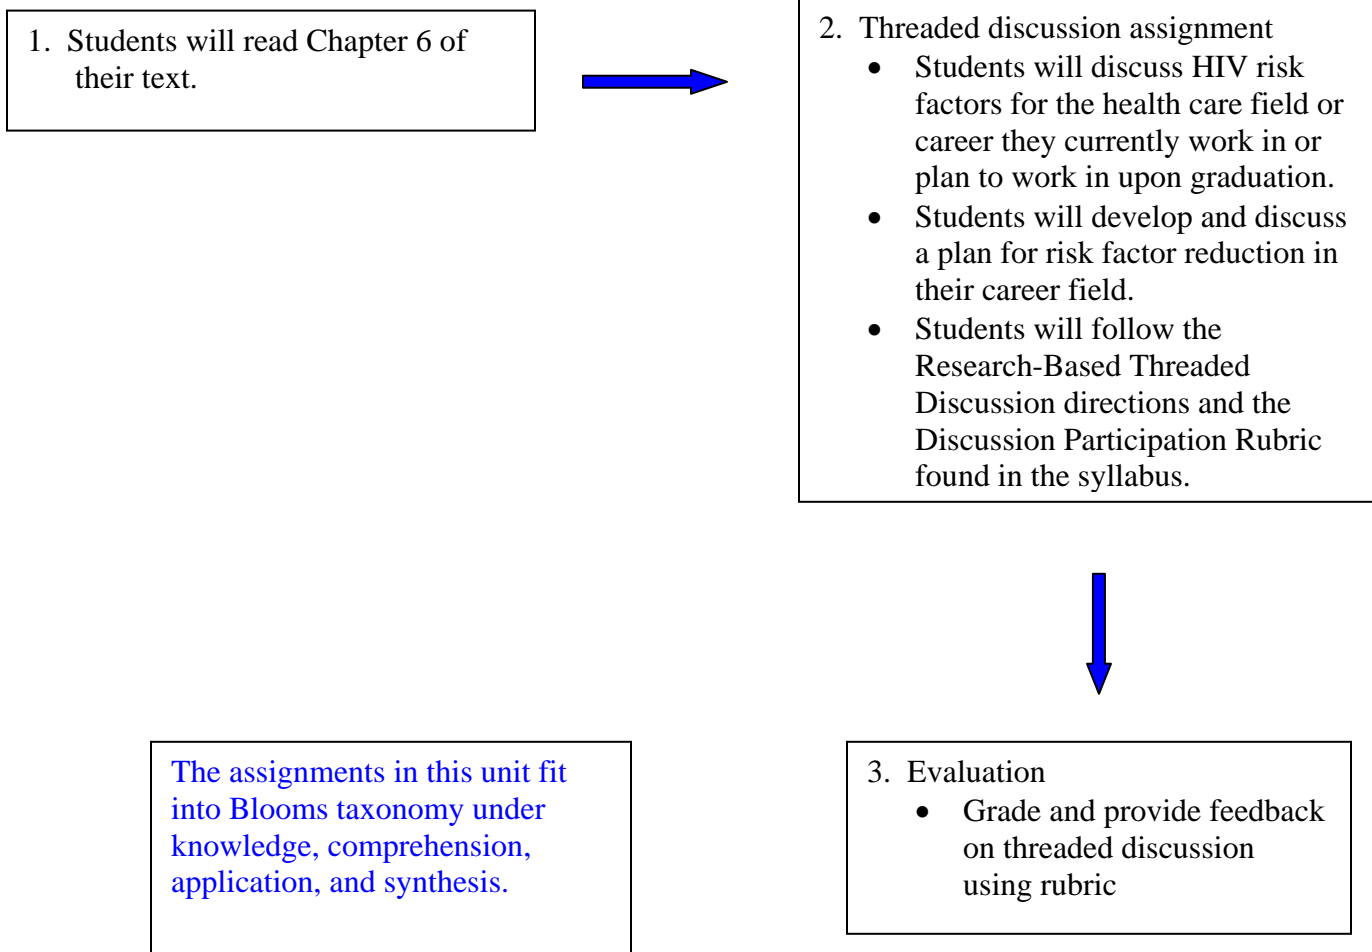 1. Students will read Chapter 6 of
their text.
2. Threaded discussion assignment
• Students will discuss HIV risk
factors for the health care field or
career they currently work in or
plan to work in upon graduation.
• Students will develop and discuss
a plan for risk factor reduction in
their career field.
• Students will follow the
Research-Based Threaded
Discussion directions and the
Discussion Participation Rubric
found in the syllabus.
3. Evaluation
• Grade and provide feedback
on threaded discussion
using rubric
The assignments in this unit fit
into Blooms taxonomy under
knowledge, comprehension,
application, and synthesis.